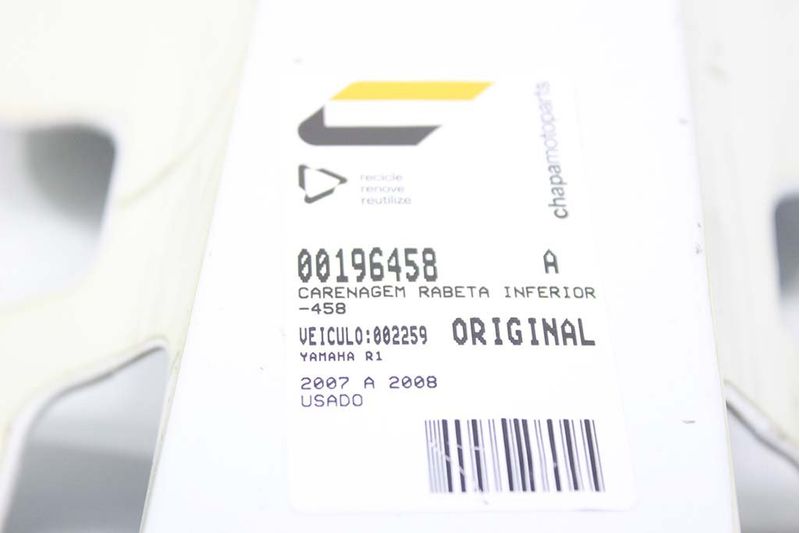 chapamotoparts
recicle
renove
reutilize
00196458 A
CARENAGEM RABETA INFERIOR
-458
VEICULO:002259 ORIGINAL
YAMAHA R1
2007 A 2008
USADO